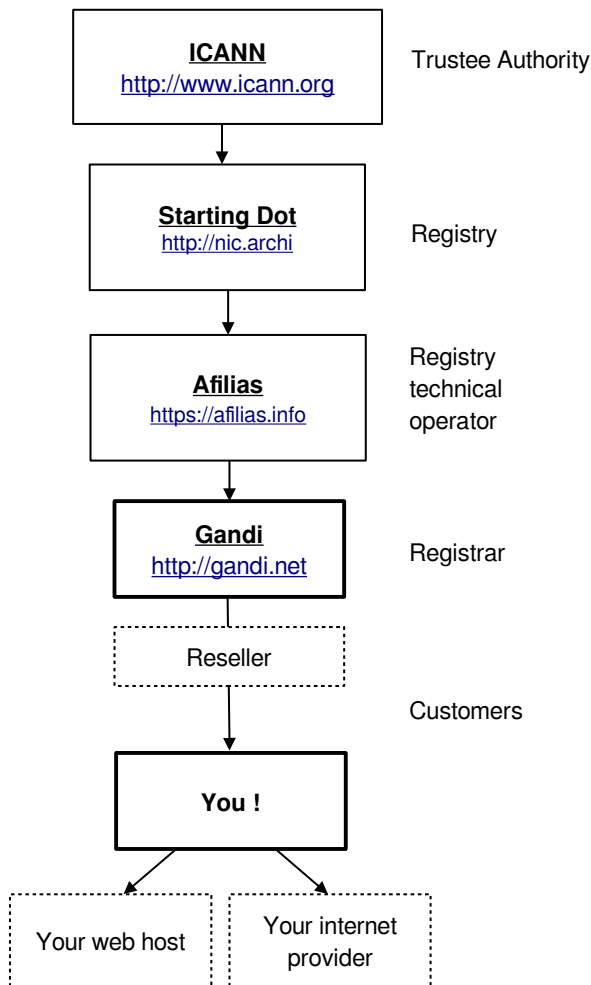 ICANN
http://www.icann.org
Trustee Authority
Starting Dot
http://nic.archi
Registry
Afilias
https://afilias.info
Registry
technical
operator
Gandi
http://gandi.net
Registrar
Reseller
Customers
You !
Your web host
Your internet
provider